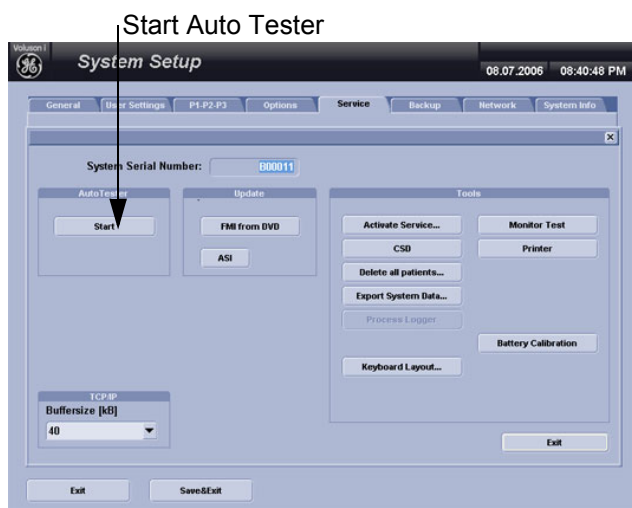 Start Auto Tester
Voluson i
System Setup
08.07.2006 08:40:48 PM
General User Settings P1-P2-P3 Options Service Backup Network System Info
System Serial Number: B00011
AutoTester Update Tools
Start FMI from DVD Activate Service... Monitor Test
ASI CSD Printer
Delete all patients...
Export System Data...
Process Logger
Battery Calibration
Keyboard Layout...
TCP/IP
Buffersize [kB]
40
Exit
Exit Save&Exit